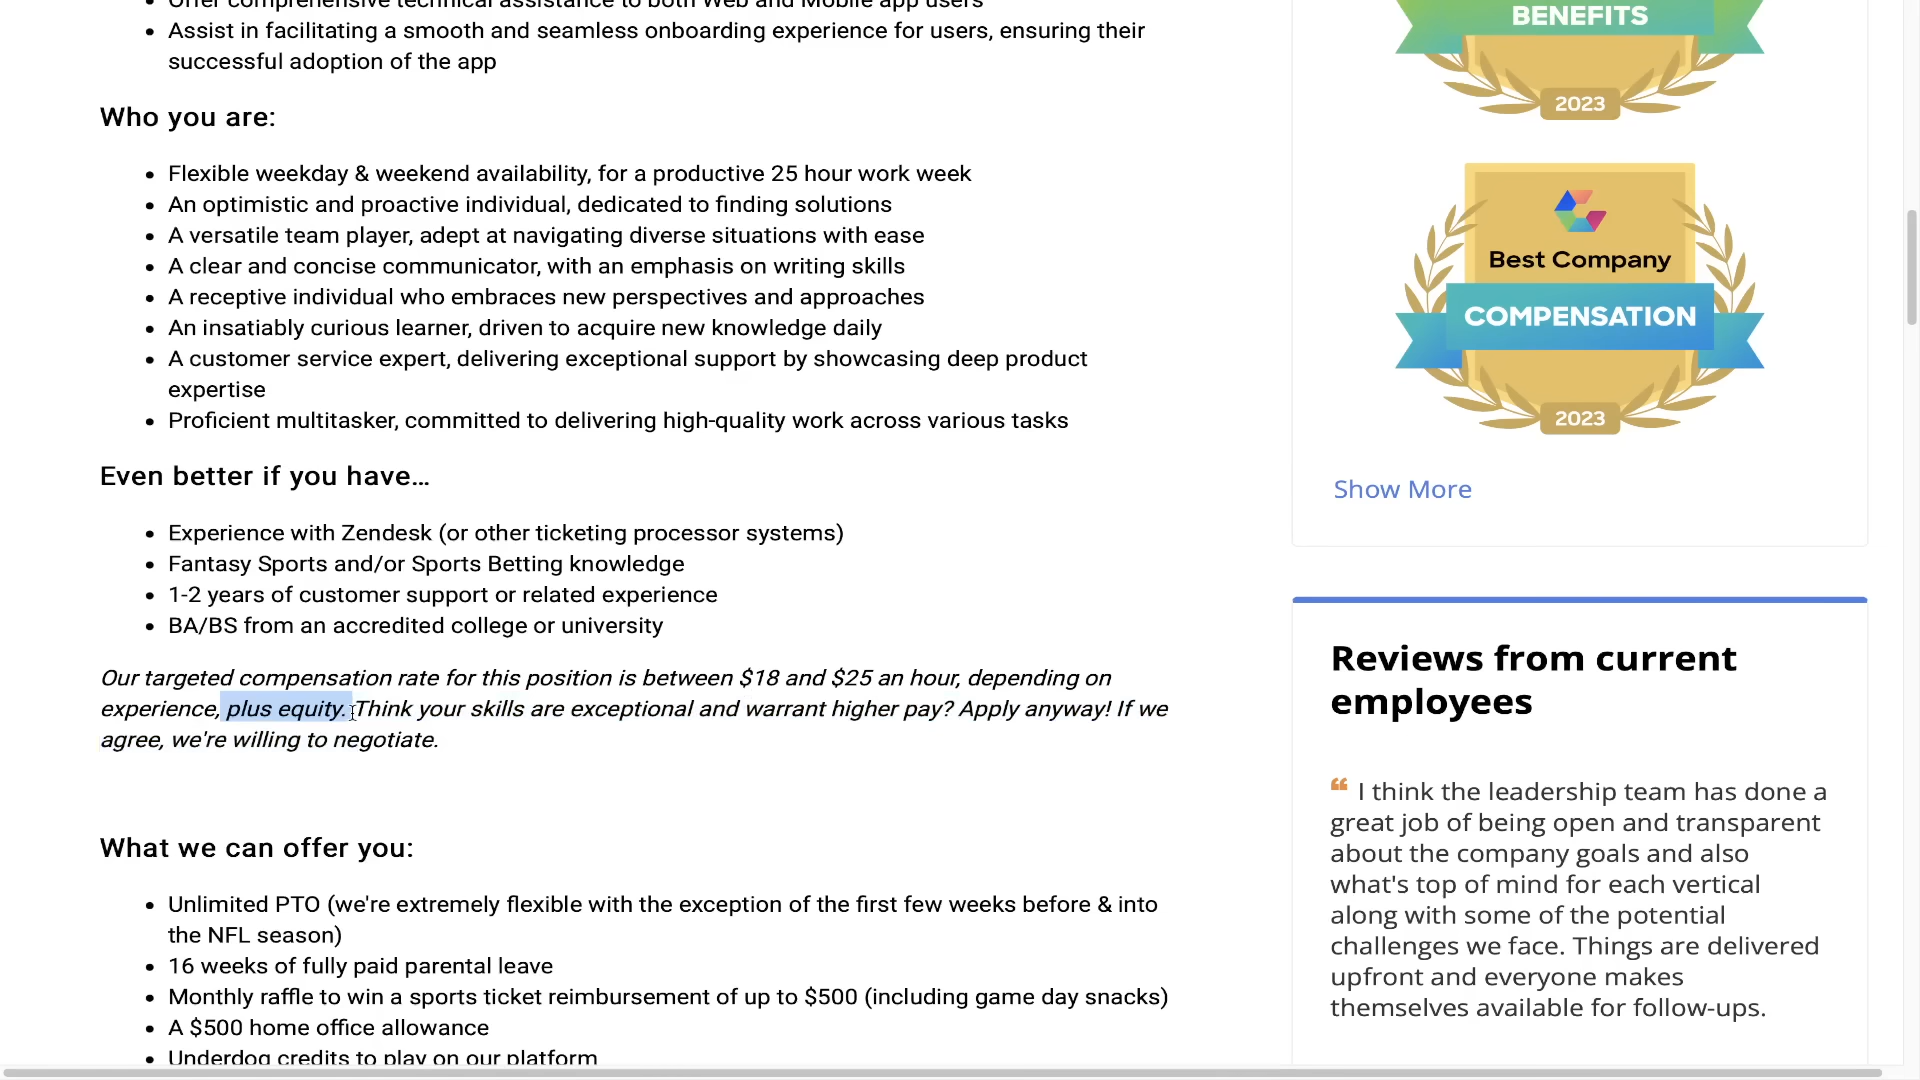 Offer comprehensive technical assistance to both Web and Mobile app users
Assist in facilitating a smooth and seamless onboarding experience for users, ensuring their
successful adoption of the app
Who you are:
Flexible weekday & weekend availability, for a productive 25 hour work week
An optimistic and proactive individual, dedicated to finding solutions
A versatile team player, adept at navigating diverse situations with ease
A clear and concise communicator, with an emphasis on writing skills
A receptive individual who embraces new perspectives and approaches
An insatiably curious learner, driven to acquire new knowledge daily
A customer service expert, delivering exceptional support by showcasing deep product
expertise
Proficient multitasker, committed to delivering high-quality work across various tasks
Even better if you have…
Experience with Zendesk (or other ticketing processor systems)
Fantasy Sports and/or Sports Betting knowledge
1-2 years of customer support or related experience
BA/BS from an accredited college or university
Our targeted compensation rate for this position is between $18 and $25 an hour, depending on
experience, plus equity. Think your skills are exceptional and warrant higher pay? Apply anyway! If we
agree, we're willing to negotiate.
What we can offer you:
Unlimited PTO (we're extremely flexible with the exception of the first few weeks before & into
the NFL season)
16 weeks of fully paid parental leave
Monthly raffle to win a sports ticket reimbursement of up to $500 (including game day snacks)
A $500 home office allowance
Underdog credits to play on our platform
BENEFITS
2023
Best Company
COMPENSATION
2023
Show More
Reviews from current
employees
“ I think the leadership team has done a
great job of being open and transparent
about the company goals and also
what's top of mind for each vertical
along with some of the potential
challenges we face. Things are delivered
upfront and everyone makes
themselves available for follow-ups.